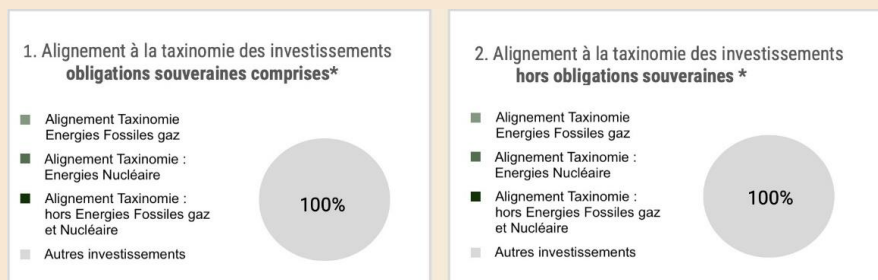 1. Alignement à la taxinomie des investissements
obligations souveraines comprises*
Alignement Taxinomie
Energies Fossiles gaz
Alignement Taxinomie :
Energies Nucléaire
Alignement Taxinomie :
hors Energies Fossiles gaz
et Nucléaire
Autres investissements
100%
2. Alignement à la taxinomie des investissements
hors obligations souveraines *
Alignement Taxinomie
Energies Fossiles gaz
Alignement Taxinomie :
Energies Nucléaire
Alignement Taxinomie :
hors Energies Fossiles gaz
et Nucléaire
Autres investissements
100%